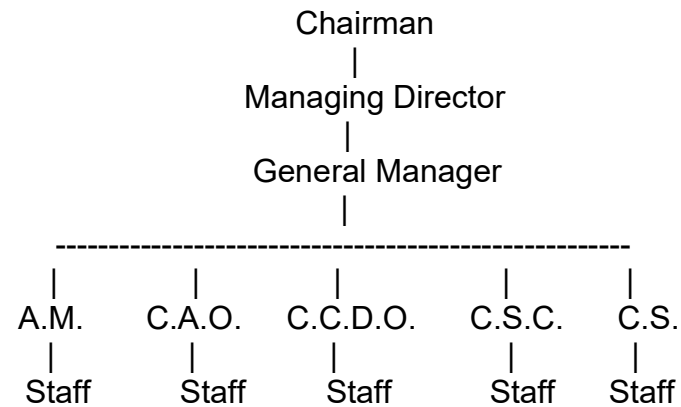 Chairman
|
Managing Director
|
General Manager
|
-------------------------------------------------------
| | | | |
A.M. C.A.O. C.C.D.O. C.S.C. C.S.
| | | | |
Staff Staff Staff Staff Staff